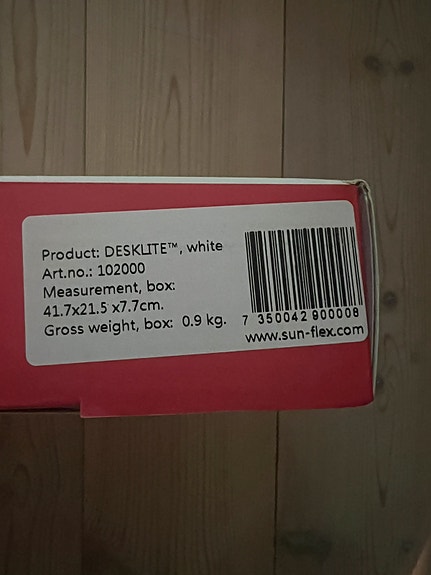 Product: DESKLITE™, white
Art.no.: 102000
Measurement, box:
41.7x21.5 x7.7cm.
Gross weight, box: 0.9 kg.
7 350042 900008
www.sun-flex.com